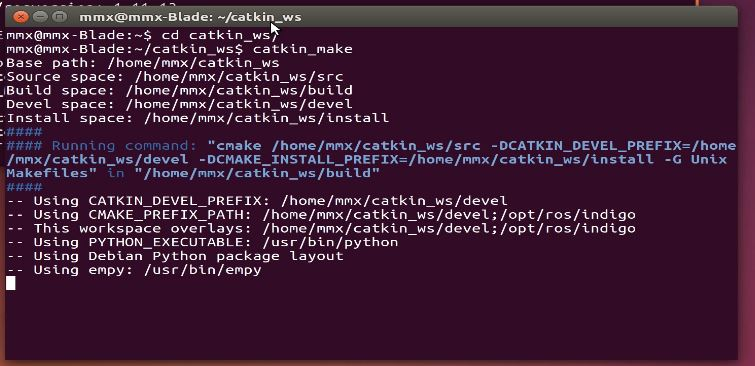 mmx@mmx-Blade: ~/catkin_ws
mmx@mmx-Blade:~$ cd catkin_ws/
mmx@mmx-Blade:~/catkin_ws$ catkin_make
Base path: /home/mmx/catkin_ws
Source space: /home/mmx/catkin_ws/src
Build space: /home/mmx/catkin_ws/build
Devel space: /home/mmx/catkin_ws/devel
Install space: /home/mmx/catkin_ws/install
####
#### Running command: "cmake /home/mmx/catkin_ws/src -DCATKIN_DEVEL_PREFIX=/home
/mmx/catkin_ws/devel -DCMAKE_INSTALL_PREFIX=/home/mmx/catkin_ws/install -G Unix
Makefiles" in "/home/mmx/catkin_ws/build"
####
-- Using CATKIN_DEVEL_PREFIX: /home/mmx/catkin_ws/devel
-- Using CMAKE_PREFIX_PATH: /home/mmx/catkin_ws/devel;/opt/ros/indigo
-- This workspace overlays: /home/mmx/catkin_ws/devel;/opt/ros/indigo
-- Using PYTHON_EXECUTABLE: /usr/bin/python
-- Using Debian Python package layout
-- Using empy: /usr/bin/empy